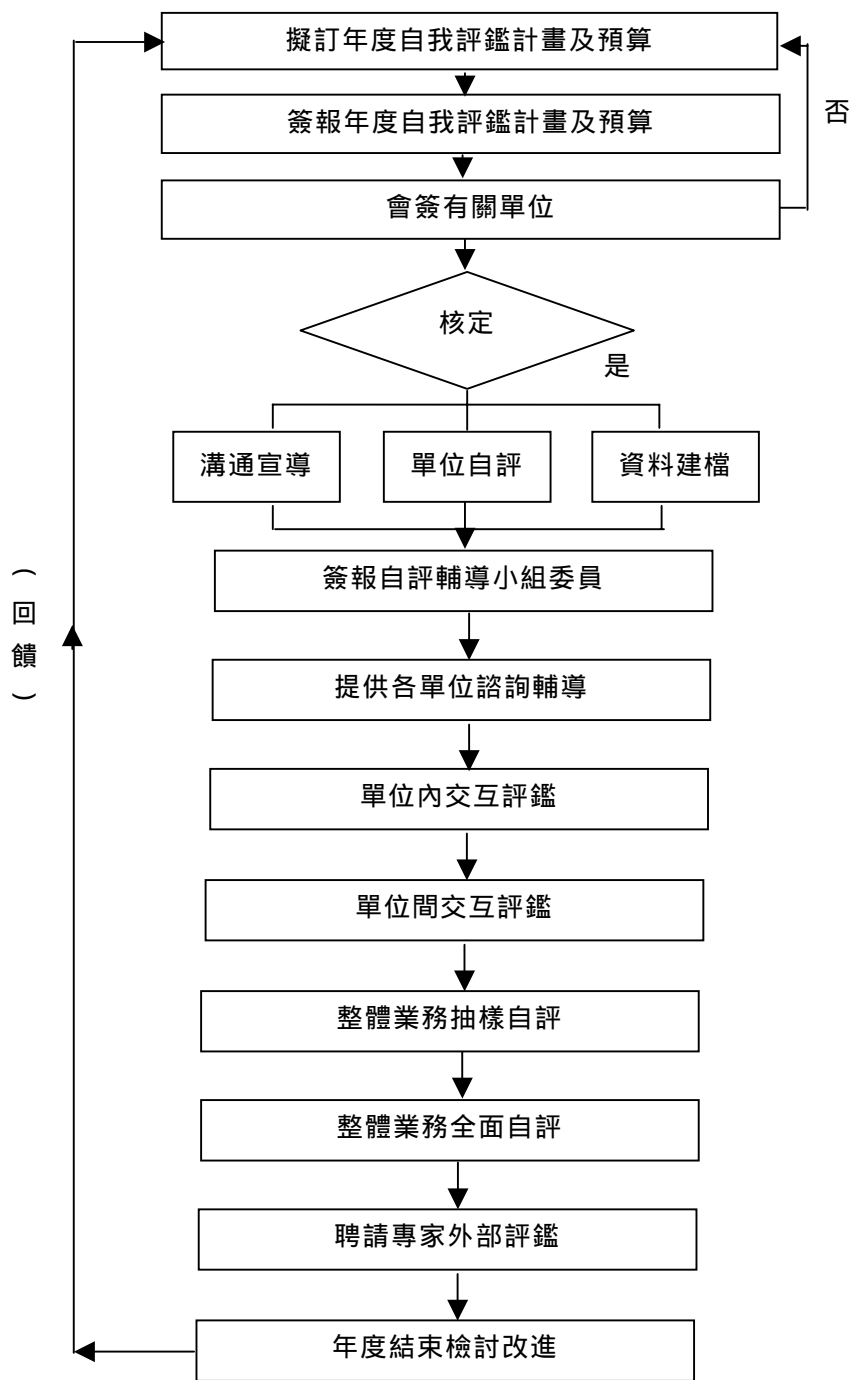 擬訂年度自我評鑑計畫及預算
否
簽報年度自我評鑑計畫及預算
會簽有關單位
核定
是
溝通宣導
單位自評
資料建檔
簽報自評輔導小組委員
（回饋）
提供各單位諮詢輔導
單位內交互評鑑
單位間交互評鑑
整體業務抽樣自評
整體業務全面自評
聘請專家外部評鑑
年度結束檢討改進